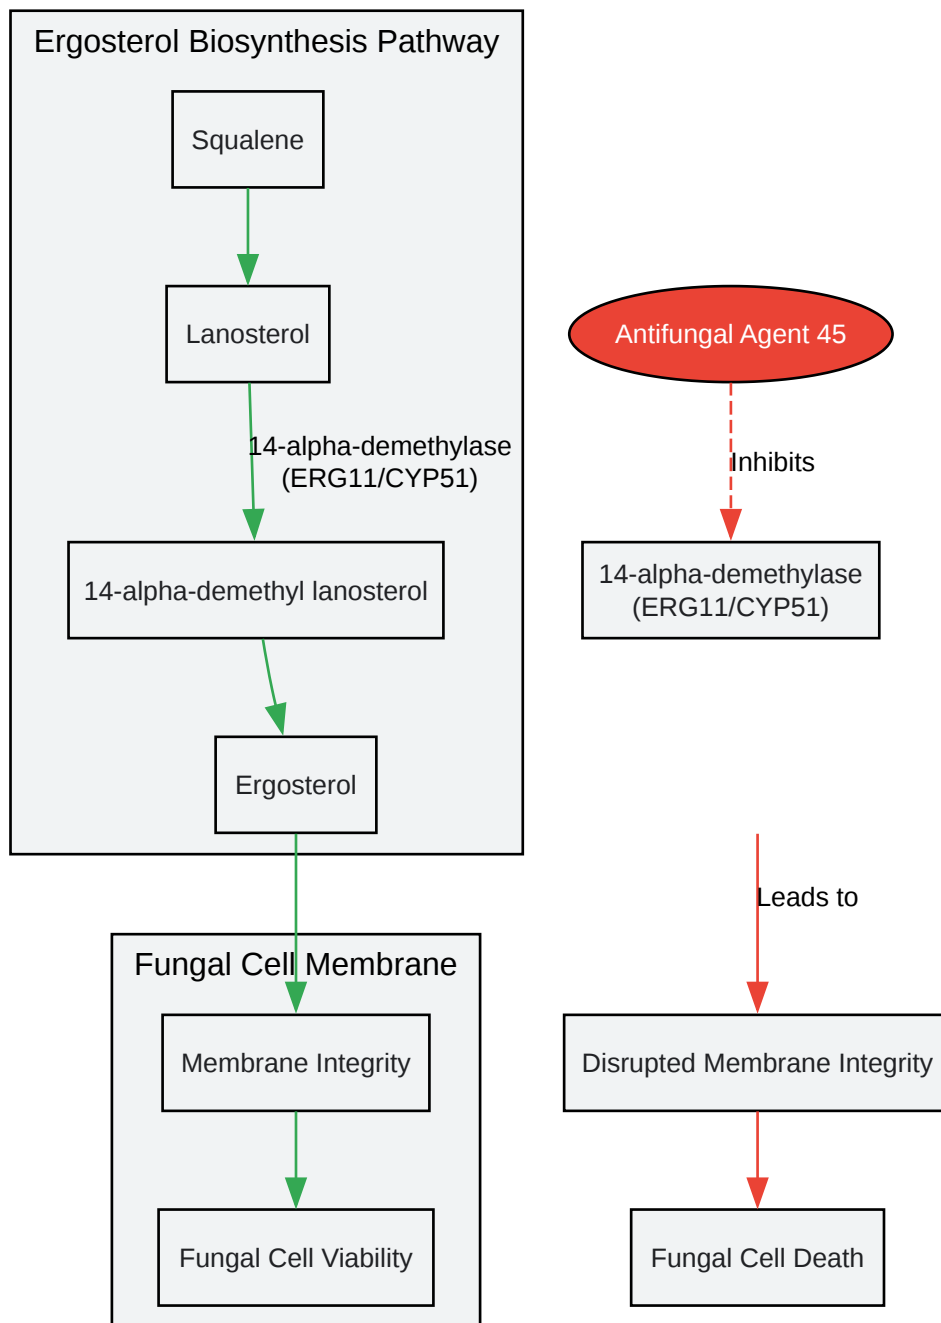 Ergosterol Biosynthesis Pathway
Squalene
Lanosterol
14-alpha-demethylase
(ERG11/CYP51)
14-alpha-demethyl lanosterol
Ergosterol
Fungal Cell Membrane
Membrane Integrity
Fungal Cell Viability
Antifungal Agent 45
Inhibits
14-alpha-demethylase
(ERG11/CYP51)
Leads to
Disrupted Membrane Integrity
Fungal Cell Death